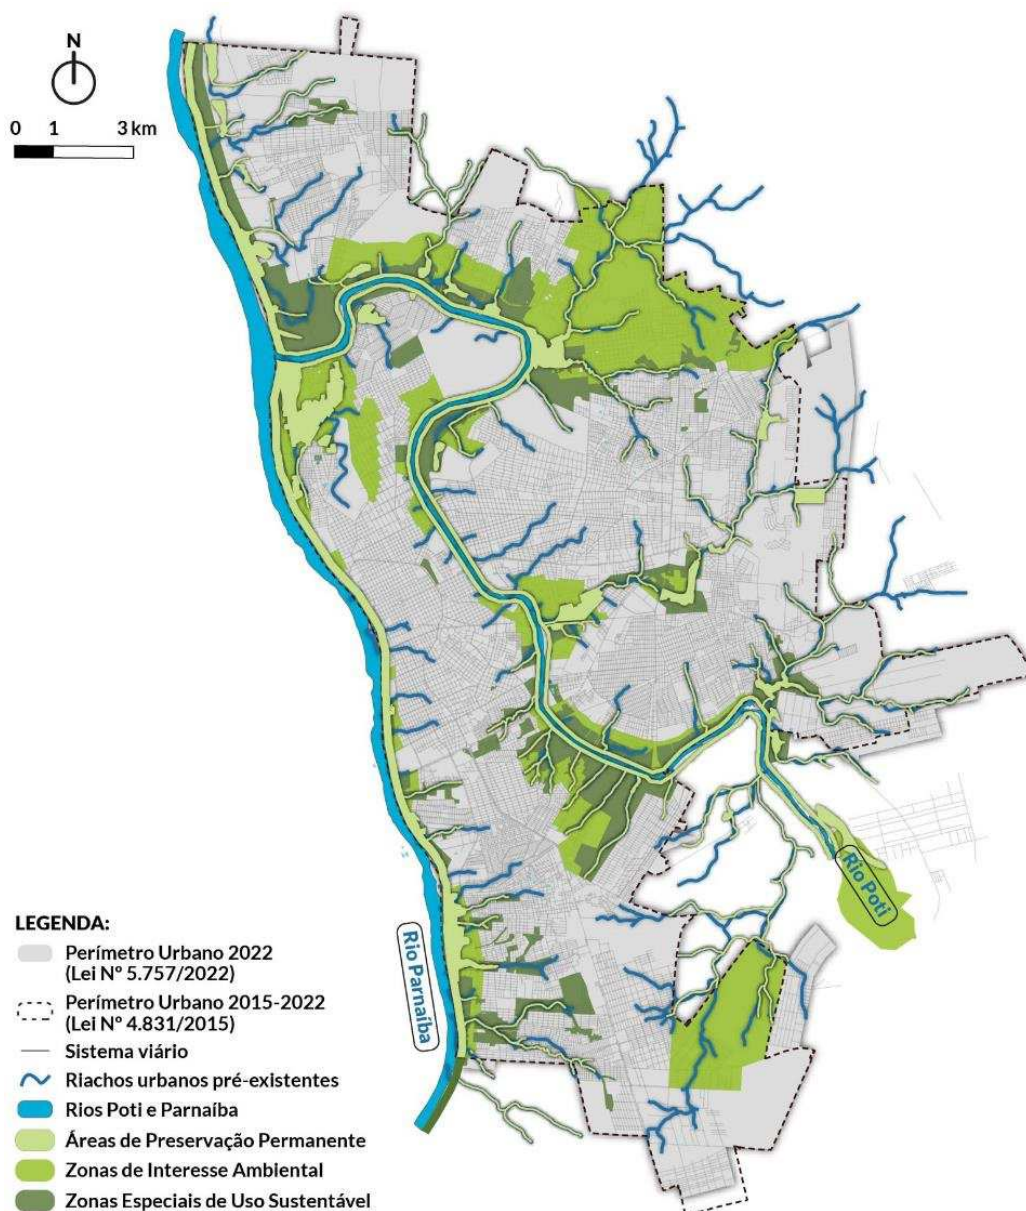 N
0 1 3 km
Rio Poti
Rio Parnaíba
LEGENDA:
Perímetro Urbano 2022
(Lei Nº 5.757/2022)
Perímetro Urbano 2015-2022
(Lei Nº 4.831/2015)
Sistema viário
Riachos urbanos pré-existentes
Rios Poti e Parnaíba
Áreas de Preservação Permanente
Zonas de Interesse Ambiental
Zonas Especiais de Uso Sustentável